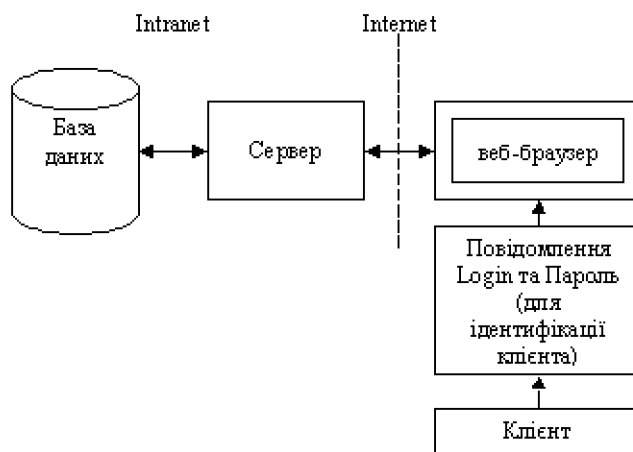 Intranet
Internet
База
даних
Сервер
веб-браузер
Повідомлення
Login та Пароль
(для
ідентифікації
клієнта)
Клієнт